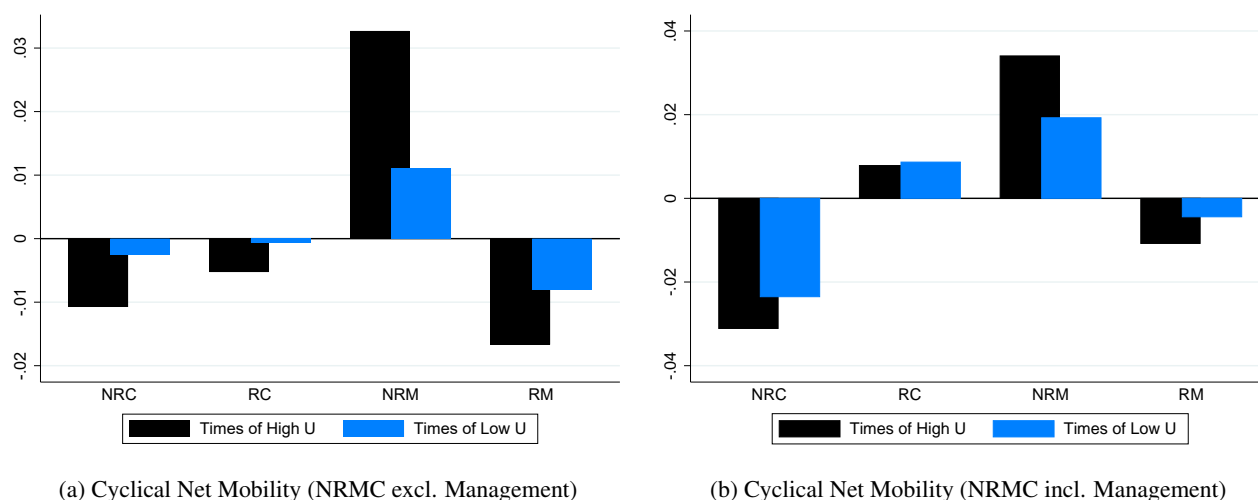 .03
.02
.01
0
-.01
-.02
NRC RC NRM RM
Times of High U Times of Low U
(a) Cyclical Net Mobility (NRMC excl. Management)
.04
.02
0
-.02
-.04
NRC RC NRM RM
Times of High U Times of Low U
(b) Cyclical Net Mobility (NRMC incl. Management)